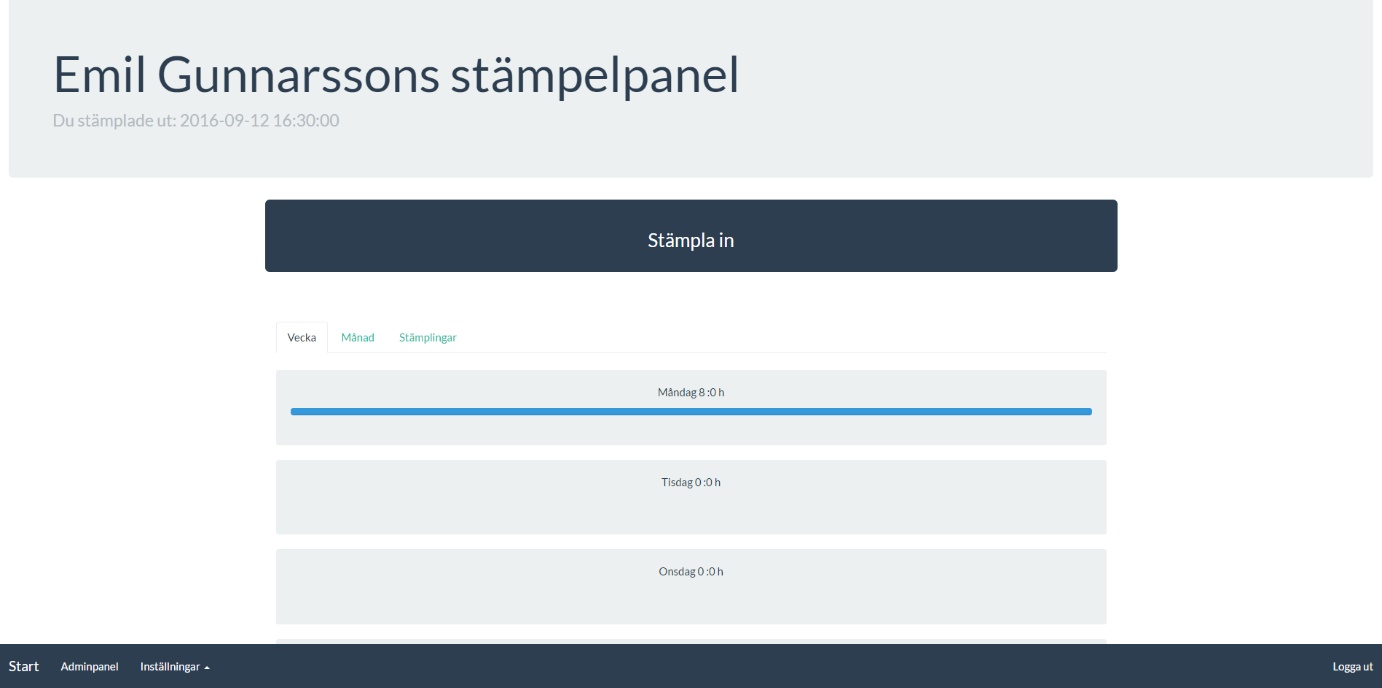 Emil Gunnarssons stämpelpanel
Du stämplade ut: 2016-09-12 16:30:00
Stämpla in
Vecka Månad Stämplingar
Måndag 8 :0 h
Tisdag 0 :0 h
Onsdag 0 :0 h
Start Adminpanel Inställningar Logga ut